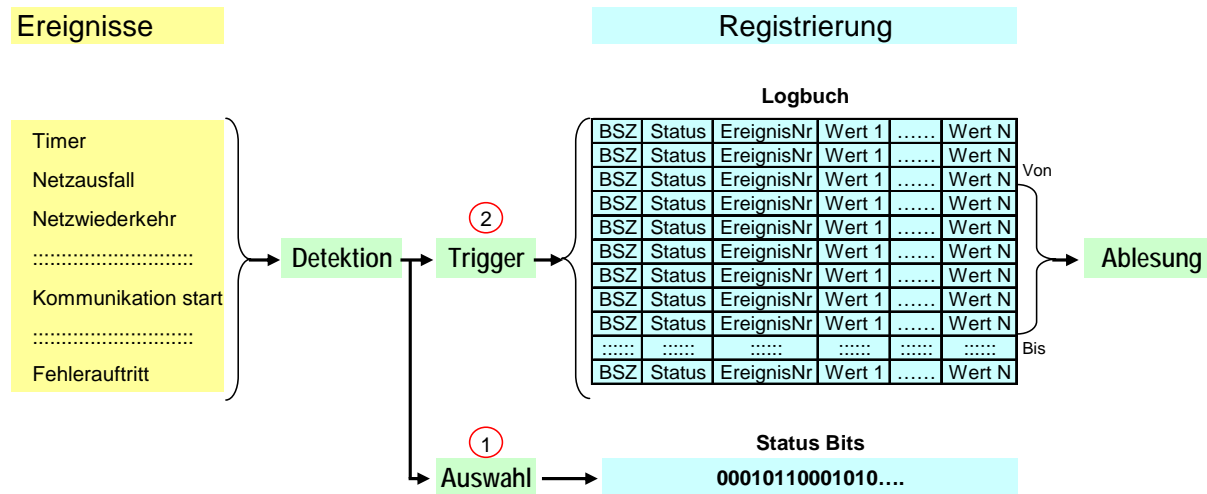 Ereignisse
Registrierung
Logbuch
Timer
Netzausfall
Netzwiederkehr
::::::::::::::::::::::::::::
Kommunikation start
::::::::::::::::::::::::::::
Fehlerauftritt
Detektion
2
Trigger
BSZ Status EreignisNr Wert 1 …… Wert N
BSZ Status EreignisNr Wert 1 …… Wert N
BSZ Status EreignisNr Wert 1 …… Wert N
BSZ Status EreignisNr Wert 1 …… Wert N
BSZ Status EreignisNr Wert 1 …… Wert N
BSZ Status EreignisNr Wert 1 …… Wert N
BSZ Status EreignisNr Wert 1 …… Wert N
BSZ Status EreignisNr Wert 1 …… Wert N
BSZ Status EreignisNr Wert 1 …… Wert N
:::::: :::::: :::::: :::::: :::::: ::::::
BSZ Status EreignisNr Wert 1 …… Wert N
Von
Bis
Ablesung
1
Auswahl
Status Bits
00010110001010….